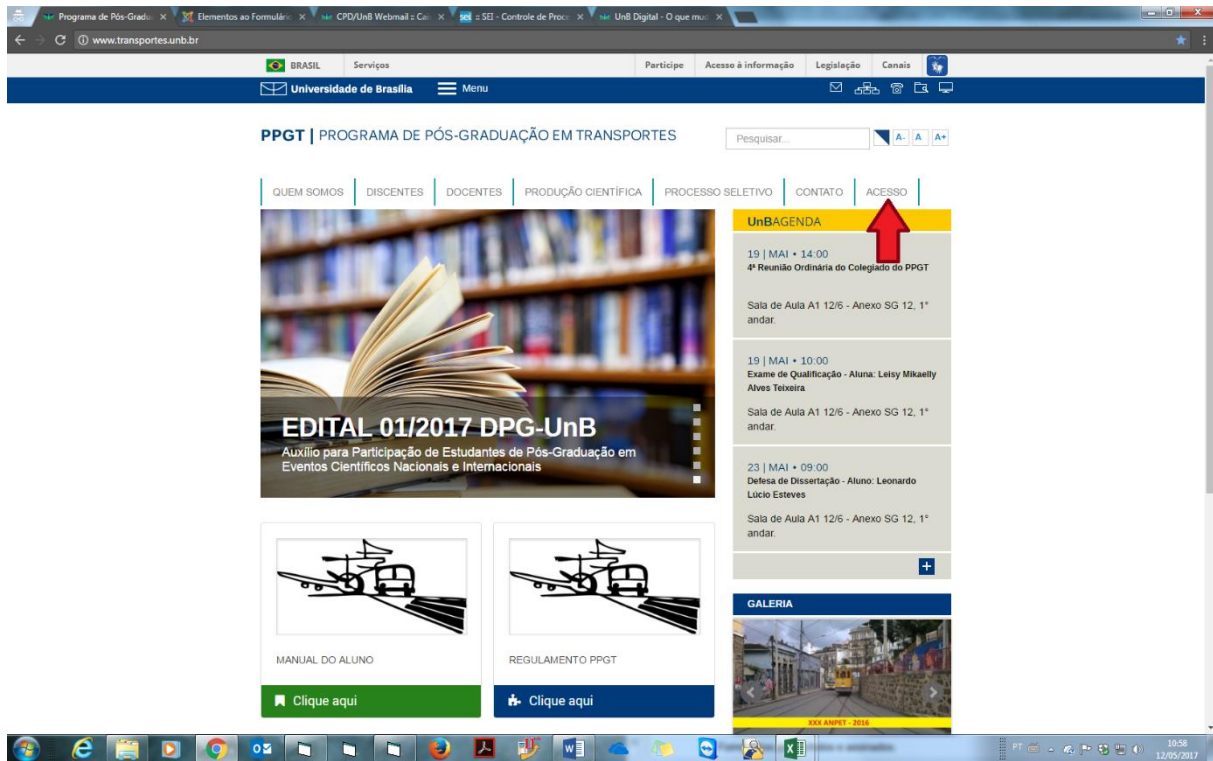 Programa de Pós-Gradu
Elementos ao Formulário
CPD/UnB Webmail :: Cai
sei :: SEI - Controle de Proce
UnB Digital - O que mud
www.transportes.unb.br
BRASIL Serviços Participe Acesso à informação Legislação Canais
Universidade de Brasília Menu
PPGT | PROGRAMA DE PÓS-GRADUAÇÃO EM TRANSPORTES
Pesquisar... A- A A+
QUEM SOMOS DISCENTES DOCENTES PRODUÇÃO CIENTÍFICA PROCESSO SELETIVO CONTATO ACESSO
EDITAL 01/2017 DPG-UnB
Auxílio para Participação de Estudantes de Pós-Graduação em
Eventos Científicos Nacionais e Internacionais
UnBAGENDA
19 | MAI • 14:00
4ª Reunião Ordinária do Colegiado do PPGT
Sala de Aula A1 12/6 - Anexo SG 12, 1°
andar.
19 | MAI • 10:00
Exame de Qualificação - Aluna: Leisy Mikaelly
Alves Teixeira
Sala de Aula A1 12/6 - Anexo SG 12, 1°
andar.
23 | MAI • 09:00
Defesa de Dissertação - Aluno: Leonardo
Lúcio Esteves
Sala de Aula A1 12/6 - Anexo SG 12, 1°
andar.
MANUAL DO ALUNO
Clique aqui
REGULAMENTO PPGT
Clique aqui
GALERIA
XXX ANPET - 2016
PT
10:58
12/05/2017